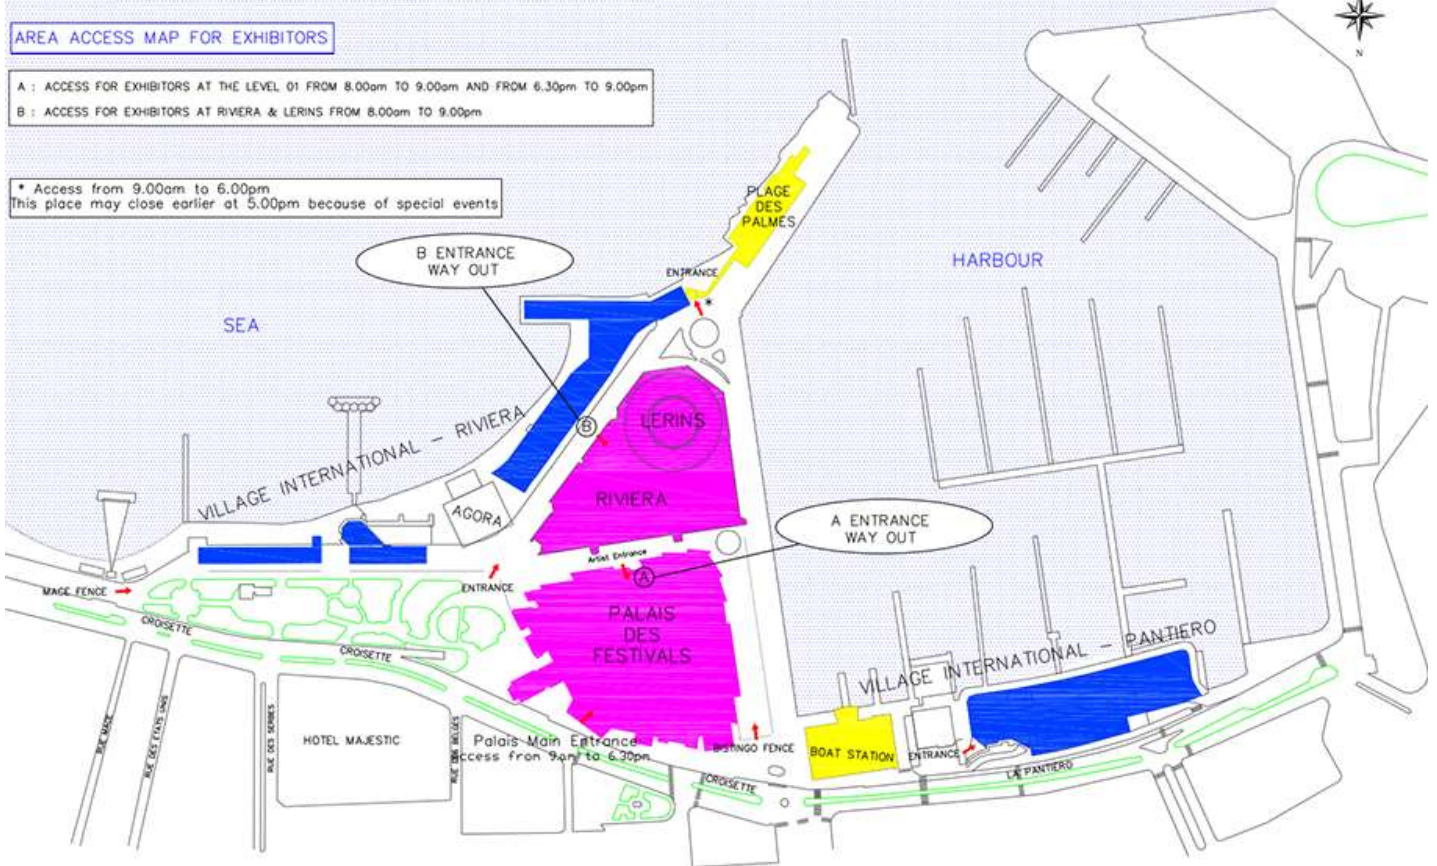 AREA ACCESS MAP FOR EXHIBITORS
N
A : ACCESS FOR EXHIBITORS AT THE LEVEL 01 FROM 8.00am TO 9.00am AND FROM 6.30pm TO 9.00pm
B : ACCESS FOR EXHIBITORS AT RIVIERA & LERINS FROM 8.00am TO 9.00pm
* Access from 9.00am to 6.00pm
This place may close earlier at 5.00pm because of special events
PLAGE
DES
PALMES
B ENTRANCE
WAY OUT
HARBOUR
ENTRANCE
*
SEA
LERINS
B
VILLAGE INTERNATIONAL - RIVIERA
RIVIERA
AGORA
A ENTRANCE
WAY OUT
Artist Entrance
A
ENTRANCE
MACE FENCE
PALAIS
DES
FESTIVALS
CROISETTE
CROISETTE
VILLAGE INTERNATIONAL - PANTIERO
RUE MACE
RUE DES ETATS UNIS
RUE DES SERBES
HOTEL MAJESTIC
RUE DES BELGES
Palais Main Entrance
Access from 9am to 6.30pm
BISTINGO FENCE
BOAT STATION
ENTRANCE
LA PANTIERO
CROISETTE